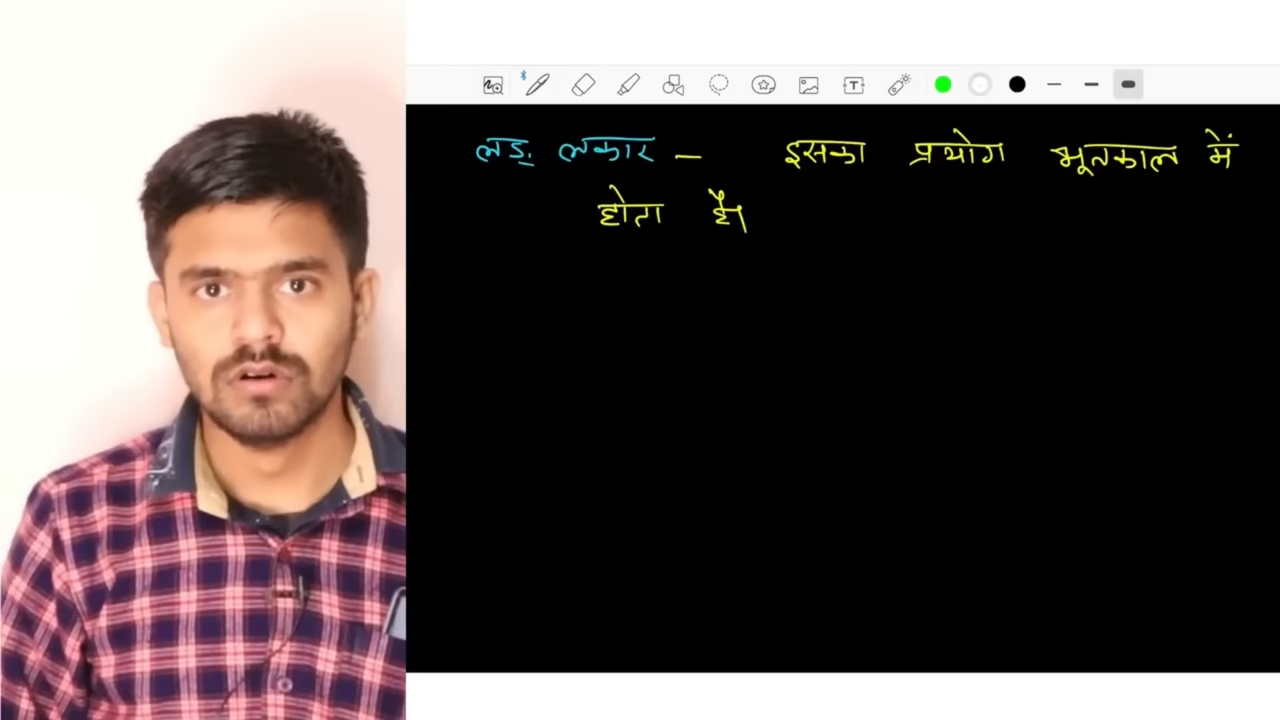 लङ् लकार – इसका प्रयोग भूतकाल में
होता है।